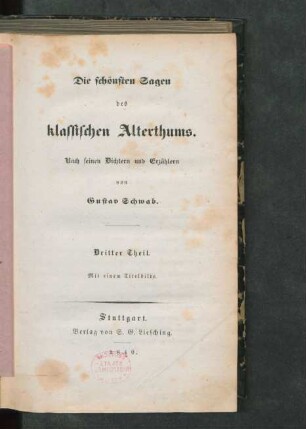 Die schönsten Sagen
des
klassischen Alterthums.
Nach seinen Dichtern und Erzählern
von
Gustav Schwab.
Dritter Theil.
Mit einem Titelbilde.
Stuttgart.
Verlag von S. G. Liesching.